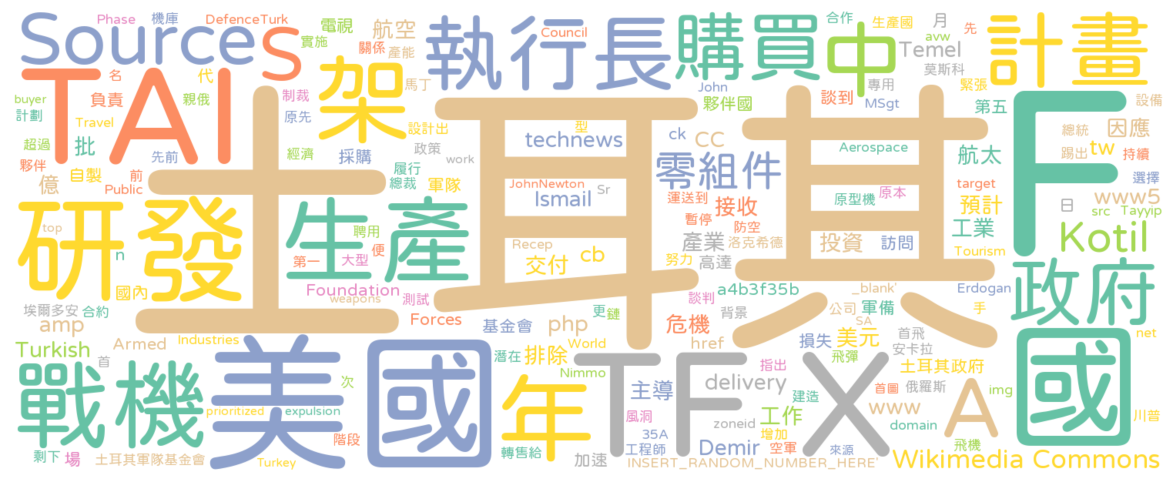 Phase 機庫 DefenceTurk
Sources
S
實施
電視
關係
航空
產能
執行長
Council
購買
中
合作
生產國
月
avw
Temel
莫斯科
先
計畫
TAI
架
名
代
負責
親俄
制裁
馬丁
John
夥伴國
談到
MSgt
專用
緊張
第五
F
設備
buyer
計劃
Travel
原先
設計出
technews
型
ck
CC
總統
因應
超過
批
政策
Aerospace
踢出
tw
夥伴
先前
經濟
採購
work
零組件
航太
持續
億
自製
前
Public
履行
總裁
軍隊
土耳其
JohnNewton
Sr
Ismail
運送到
接收
原型機
原本
target
預計
選擇
www5
研發
生產
聘用
便
暫停
防空
日
src
Tayyip
top
n
第一
大型
Recep
交付
cb
產業
洛克希德
努力
高達
投資
訪問
工業
Tourism
Kotil
國內
Foundation
測試
weapons
談判
a4b3f35b
_blank'
Erdogan
政府
埃爾多安
合約
amp
Forces
基金會
php
更
鏈
背景
危機
公司
軍備
手
Turkish
Armed
Industries
潛在
排除
World
href
損失
SA
美元
首飛
安卡拉
net
首
美國
年
Nimmo
TFX
飛彈
土耳其政府
戰機
次
主導
delivery
指出
首圖
俄羅斯
img
國
prioritized
expulsion
風洞
建造
工作
www
A
川普
階段
35A
zoneid
domain
剩下
場
土耳其軍隊基金會
Turkey
轉售給
工程師
Demir
空軍
增加
來源
飛機
加速
INSERT_RANDOM_NUMBER_HERE'
Wikimedia Commons